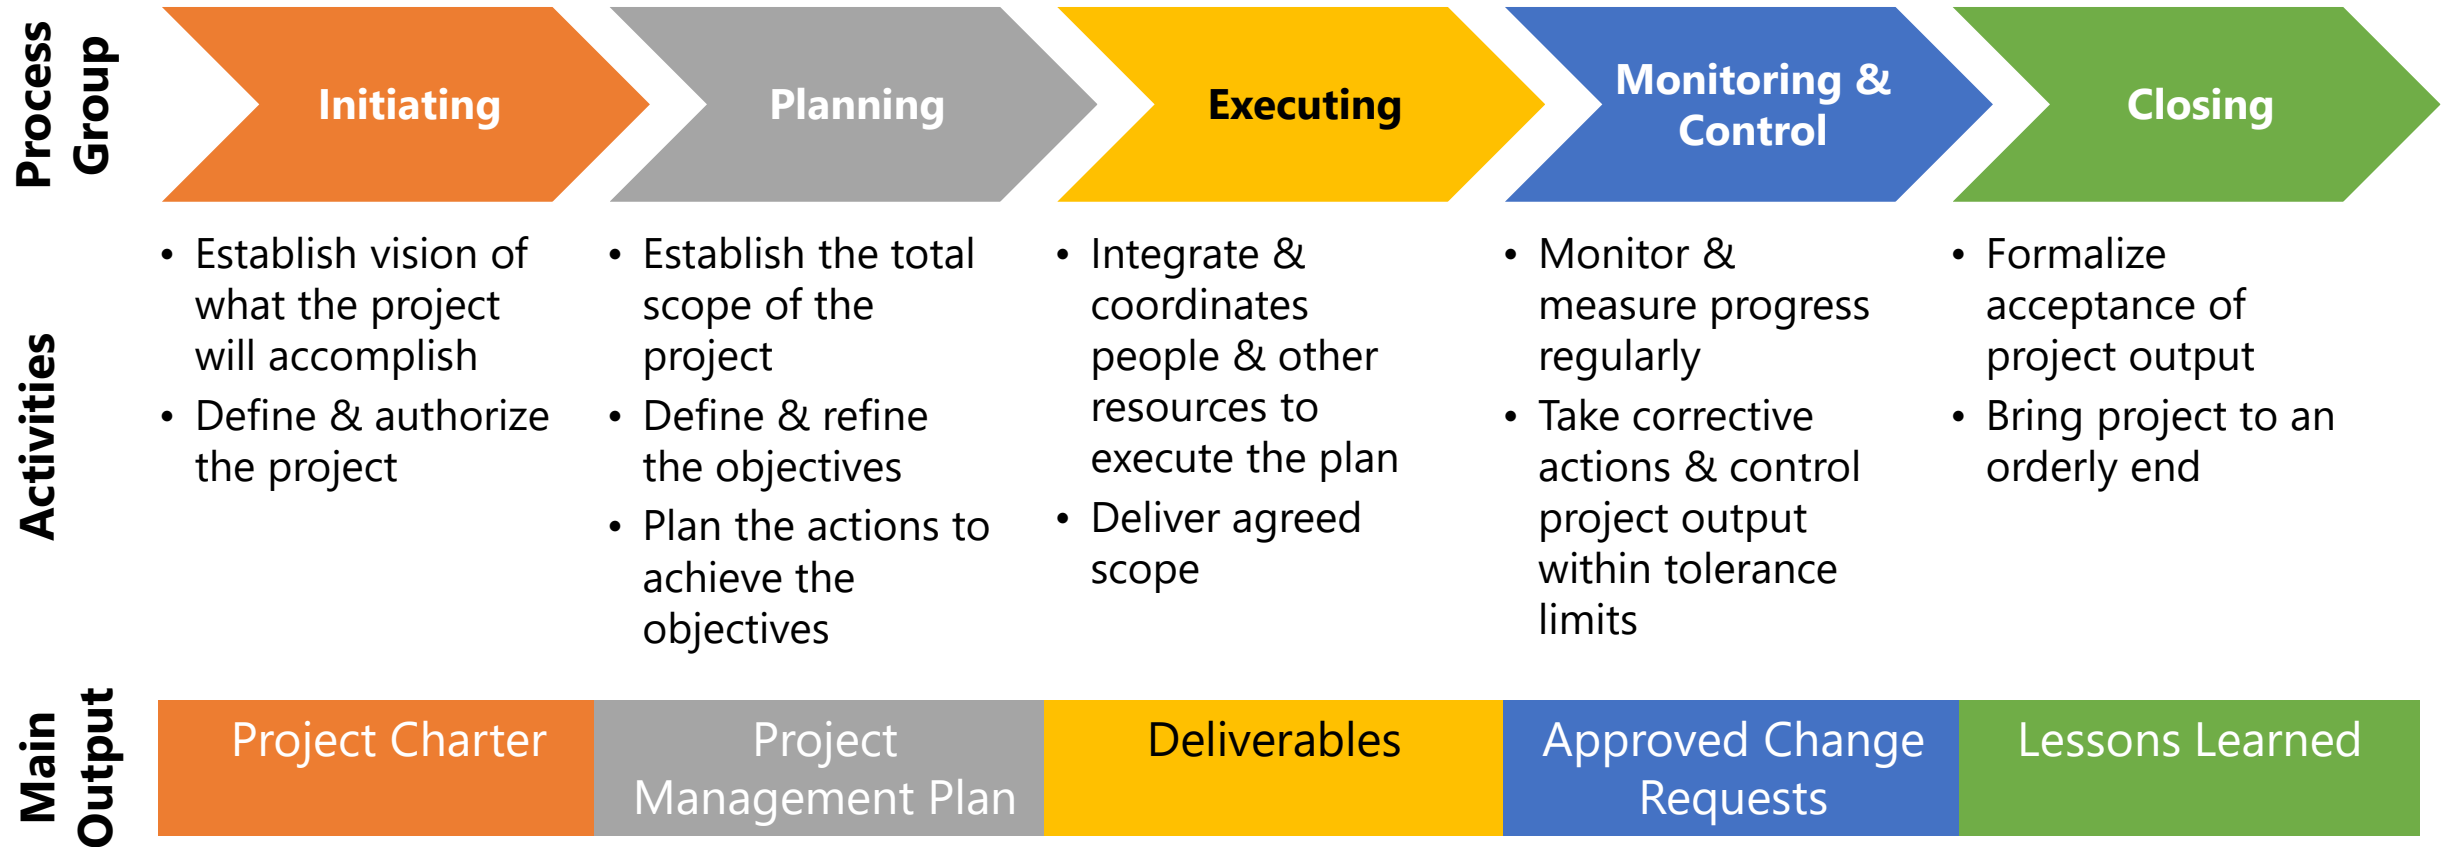 Process
Group
Initiating
Planning
Executing
Monitoring &
Control
Closing
Activities
• Establish vision of
what the project
will accomplish
• Define & authorize
the project
• Establish the total
scope of the
project
• Define & refine
the objectives
• Plan the actions to
achieve the
objectives
• Integrate &
coordinates
people & other
resources to
execute the plan
• Deliver agreed
scope
• Monitor &
measure progress
regularly
• Take corrective
actions & control
project output
within tolerance
limits
• Formalize
acceptance of
project output
• Bring project to an
orderly end
Main
Output
Project Charter
Project
Management Plan
Deliverables
Approved Change
Requests
Lessons Learned